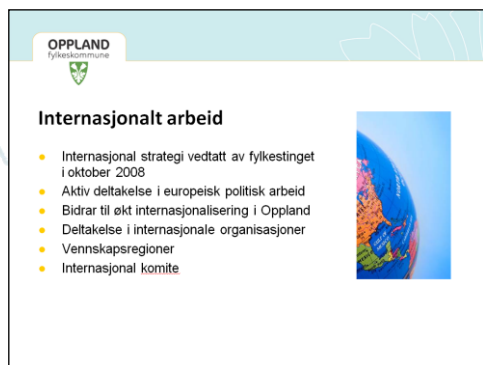 OPPLAND
fylkeskommune
Internasjonalt arbeid
Internasjonal strategi vedtatt av fylkestinget
i oktober 2008
Aktiv deltakelse i europeisk politisk arbeid
Bidrar til økt internasjonalisering i Oppland
Deltakelse i internasjonale organisasjoner
Vennskapsregioner
Internasjonal komite